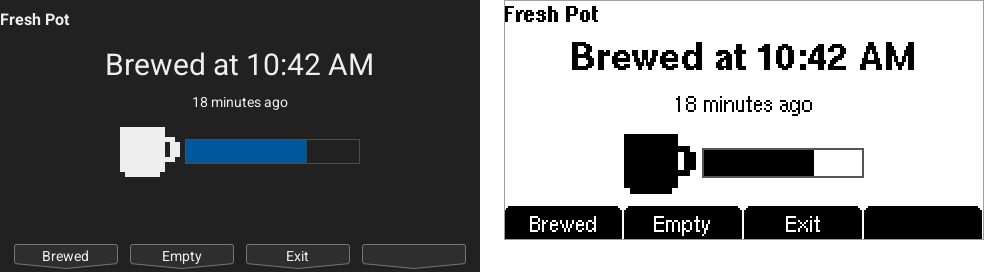 Fresh Pot
Brewed at 10:42 AM
18 minutes ago
Brewed Empty Exit
Fresh Pot
Brewed at 10:42 AM
18 minutes ago
Brewed Empty Exit